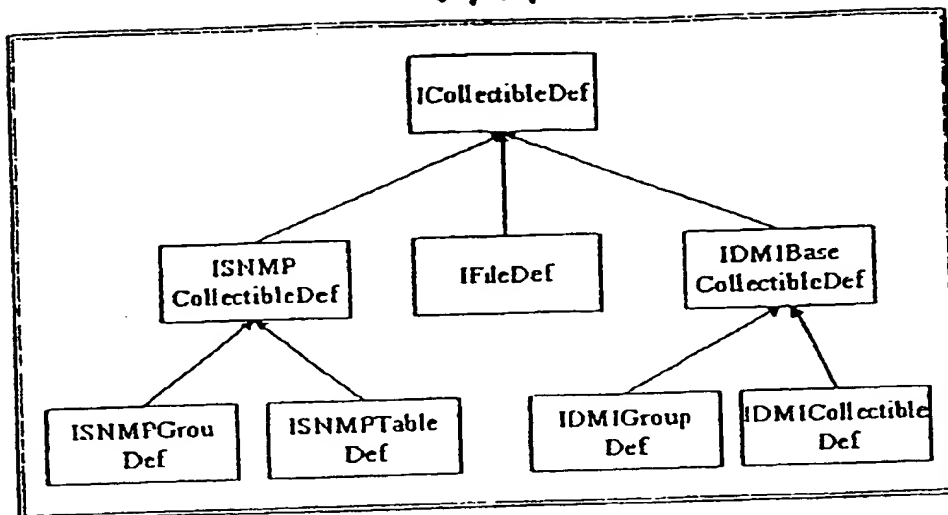 ICollectibleDef
ISNMP
CollectibleDef
IFileDef
IDMIBase
CollectibleDef
ISNMPGrou
Def
ISNMPTable
Def
IDMIGroup
Def
IDMICollectible
Def